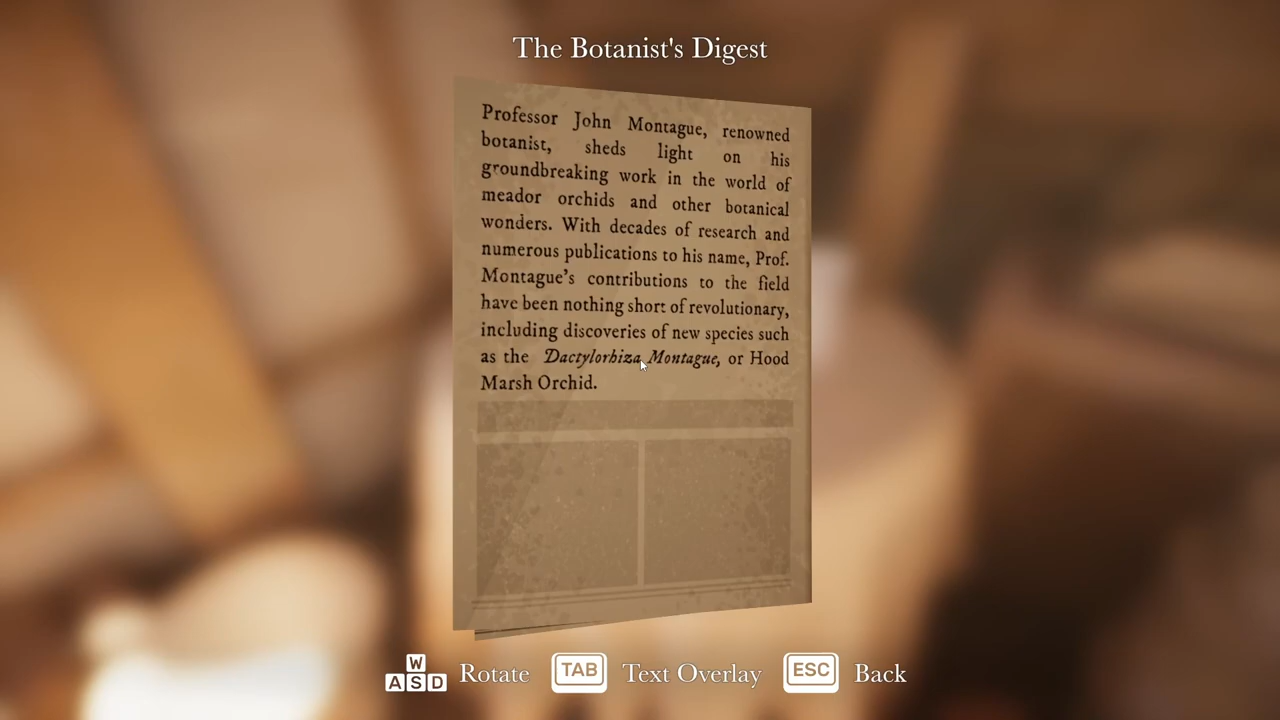 The Botanist's Digest
Professor John Montague, renowned
botanist, sheds light on his
groundbreaking work in the world of
meador orchids and other botanical
wonders. With decades of research and
numerous publications to his name, Prof.
Montague's contributions to the field
have been nothing short of revolutionary,
including discoveries of new species such
as the Dactylorhiza Montague, or Hood
Marsh Orchid.
W
A S D Rotate TAB Text Overlay ESC Back